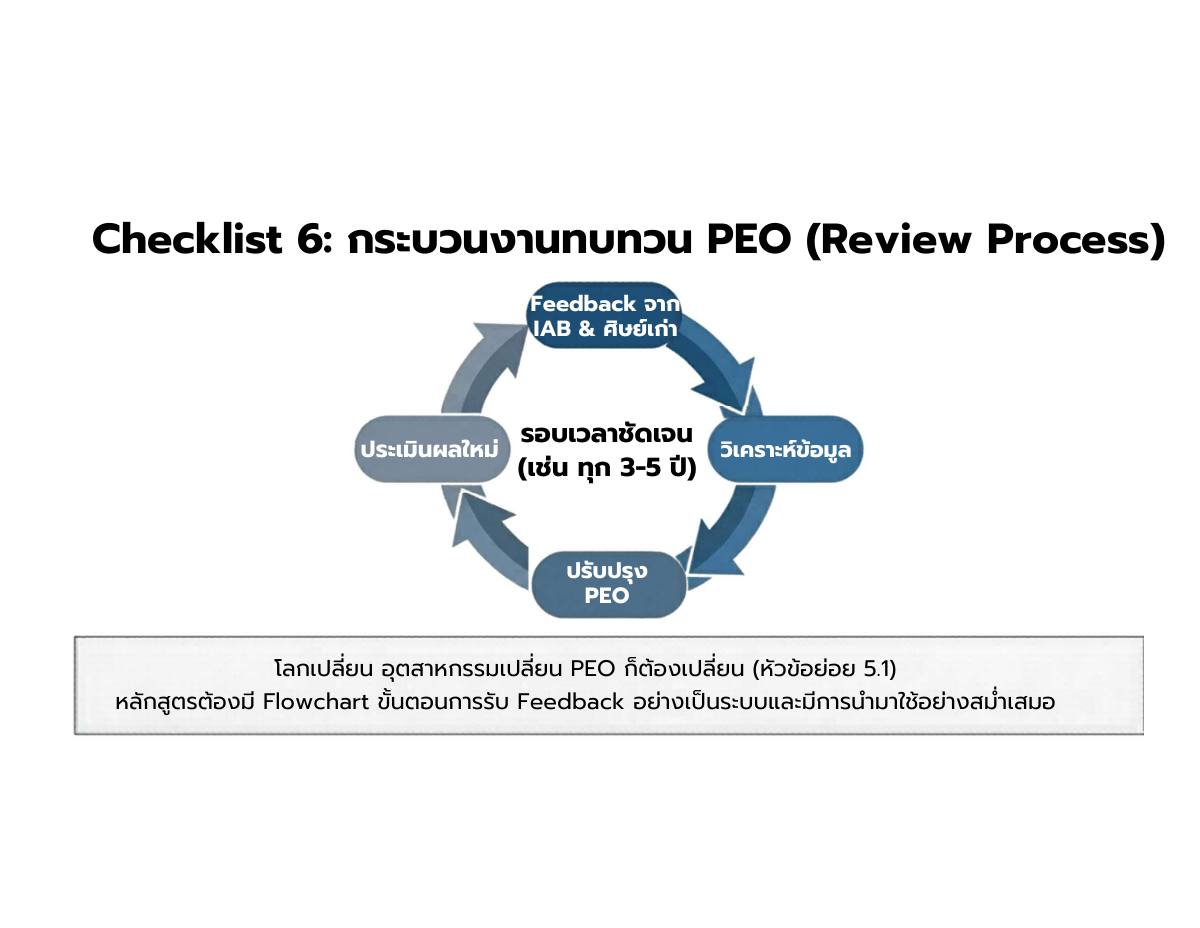 Checklist 6: กระบวนงานทบทวน PEO (Review Process)
Feedback จาก
IAB & ศิษย์เก่า
รอบเวลาชัดเจน
(เช่น ทุก 3-5 ปี)
ประเมินผลใหม่
วิเคราะห์ข้อมูล
ปรับปรุง
PEO
โลกเปลี่ยน อุตสาหกรรมเปลี่ยน PEO ก็ต้องเปลี่ยน (หัวข้อย่อย 5.1)
หลักสูตรต้องมี Flowchart ขั้นตอนการรับ Feedback อย่างเป็นระบบและมีการนำมาใช้อย่างสม่ำเสมอ